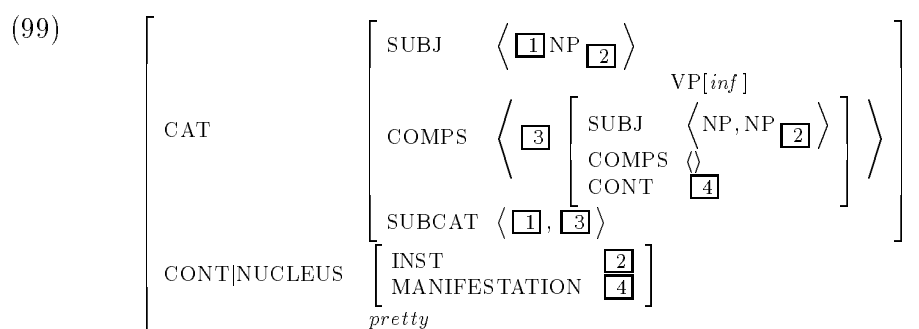 (99)
SUBJ ⟨ [1] NP [2] ⟩
VP[inf]
CAT COMPS ⟨ [3] [ SUBJ ⟨ NP, NP [2] ⟩
COMPS ⟨⟩
CONT [4] ] ⟩
SUBCAT ⟨ [1], [3] ⟩
CONT|NUCLEUS [ INST [2]
MANIFESTATION [4] ]
pretty